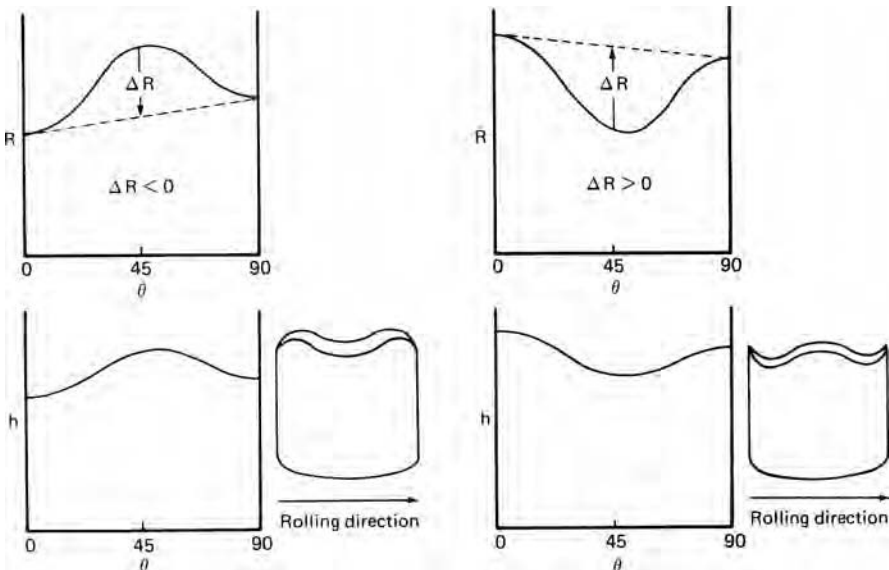 ΔR
R
ΔR < 0
0 45 90
θ
ΔR
R
ΔR > 0
0 45 90
θ
h
0 45 90
θ
Rolling direction
h
0 45 90
θ
Rolling direction